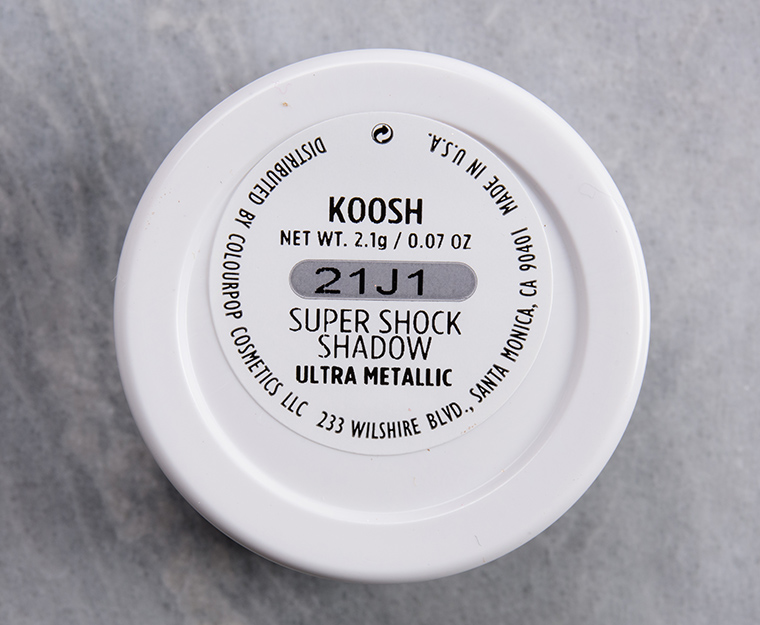 KOOSH
NET WT. 2.1g / 0.07 OZ
21J1
SUPER SHOCK
SHADOW
ULTRA METALLIC
DISTRIBUTED BY COLOURPOP COSMETICS LLC 233 WILSHIRE BLVD., SANTA MONICA, CA 90401 MADE IN U.S.A.